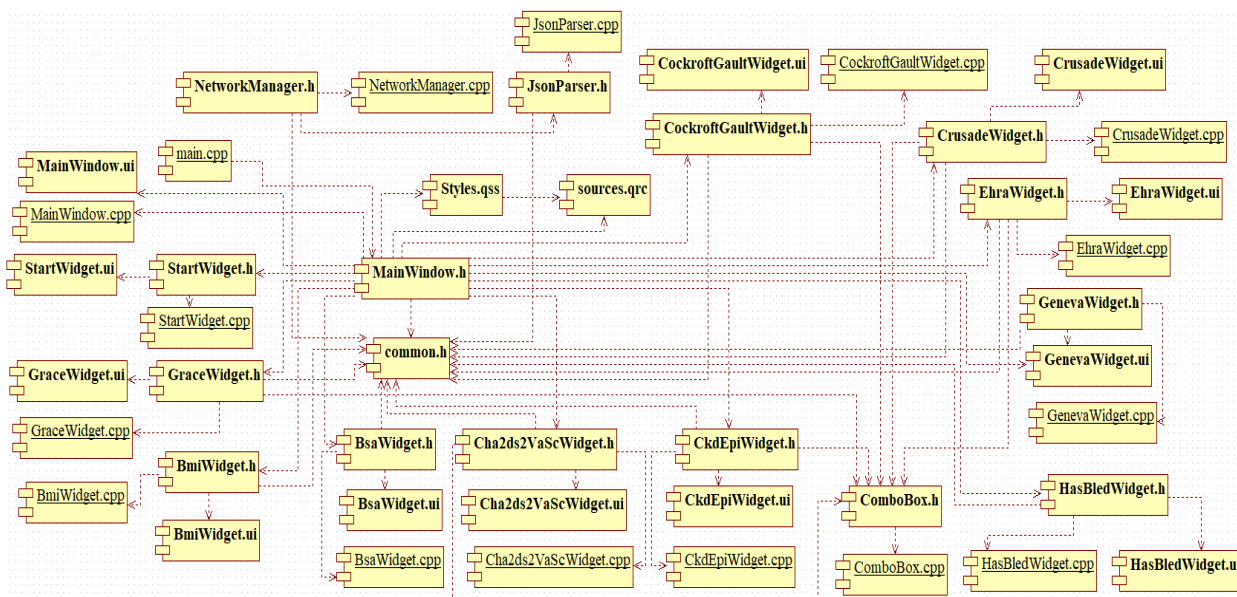 JsonParser.cpp
CockroftGaultWidget.ui
CockroftGaultWidget.cpp
CrusadeWidget.ui
NetworkManager.h
NetworkManager.cpp
JsonParser.h
CockroftGaultWidget.h
CrusadeWidget.h
CrusadeWidget.cpp
main.cpp
MainWindow.ui
Styles.qss
sources.qrc
EhraWidget.h
EhraWidget.ui
MainWindow.cpp
EhraWidget.cpp
StartWidget.ui
StartWidget.h
MainWindow.h
GenevaWidget.h
StartWidget.cpp
common.h
GenevaWidget.ui
GraceWidget.ui
GraceWidget.h
GenevaWidget.cpp
GraceWidget.cpp
BsaWidget.h
Cha2ds2VaScWidget.h
CkdEpiWidget.h
BmiWidget.h
HasBledWidget.h
BmiWidget.cpp
BsaWidget.ui
Cha2ds2VaScWidget.ui
CkdEpiWidget.ui
ComboBox.h
BmiWidget.ui
BsaWidget.cpp
Cha2ds2VaScWidget.cpp
CkdEpiWidget.cpp
ComboBox.cpp
HasBledWidget.cpp
HasBledWidget.ui